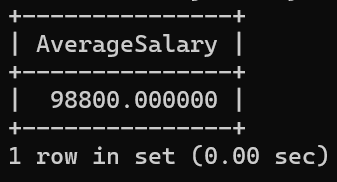 +---------------+
| AverageSalary |
+---------------+
|  98800.000000 |
+---------------+
1 row in set (0.00 sec)